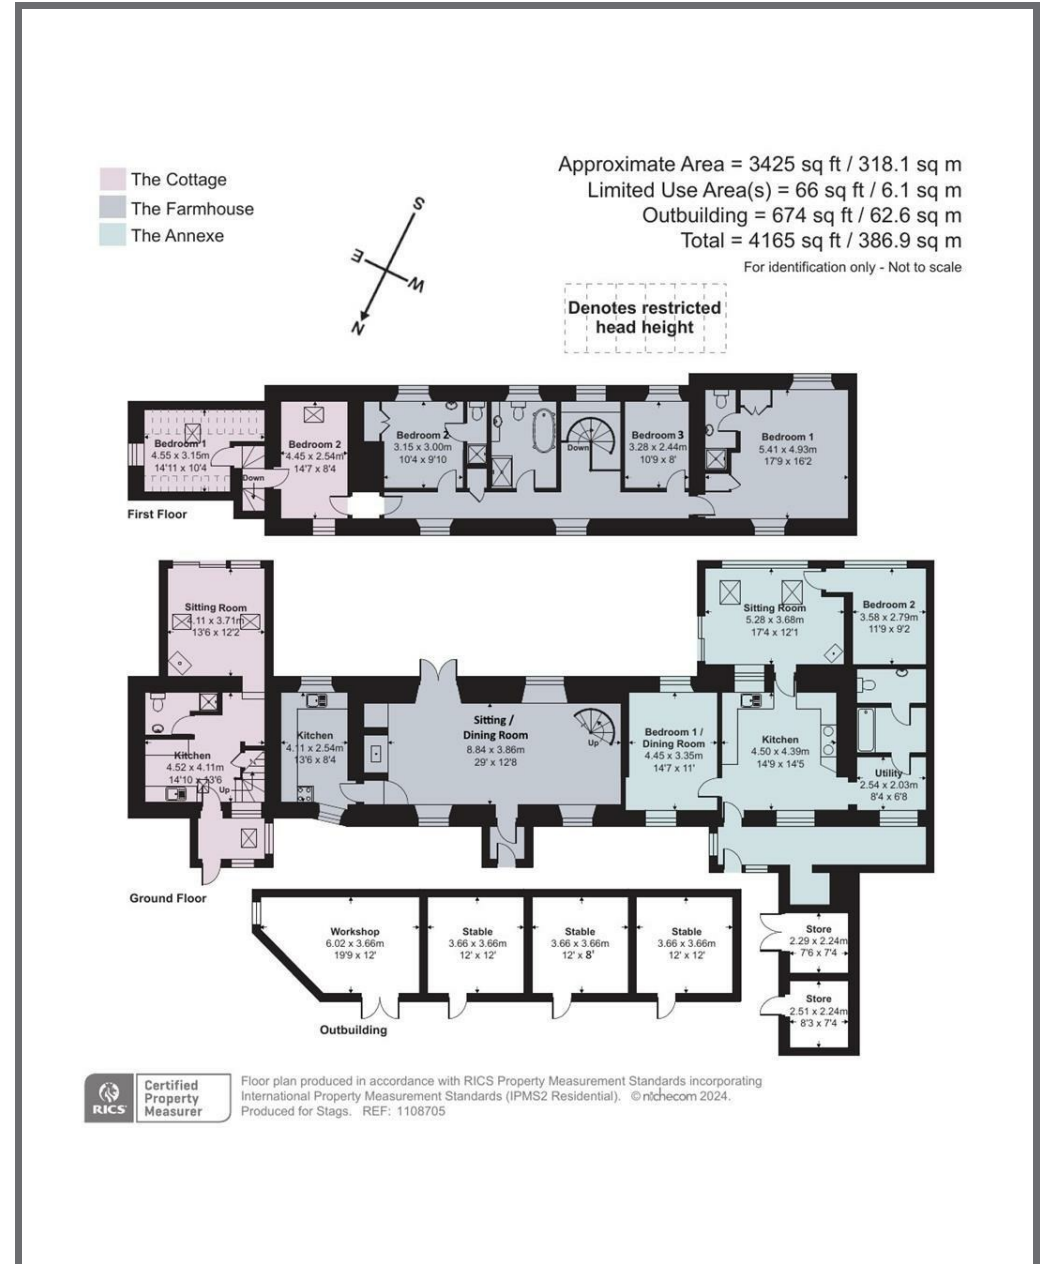 The Cottage
The Farmhouse
The Annexe
Approximate Area = 3425 sq ft / 318.1 sq m
Limited Use Area(s) = 66 sq ft / 6.1 sq m
Outbuilding = 674 sq ft / 62.6 sq m
Total = 4165 sq ft / 386.9 sq m
For identification only - Not to scale
S
E
W
N
Denotes restricted
head height
Bedroom 1
4.55 x 3.15m
14'11 x 10'4
Down
Bedroom 2
4.45 x 2.54m
14'7 x 8'4
Bedroom 2
3.15 x 3.00m
10'4 x 9'10
Down
Bedroom 3
3.28 x 2.44m
10'9 x 8'
Bedroom 1
5.41 x 4.93m
17'9 x 16'2
First Floor
Sitting Room
4.11 x 3.71m
13'6 x 12'2
Kitchen
4.52 x 4.11m
14'10 x 13'6
Up
Kitchen
4.11 x 2.54m
13'6 x 8'4
Sitting /
Dining Room
8.84 x 3.86m
29' x 12'8
Up
Bedroom 1 /
Dining Room
4.45 x 3.35m
14'7 x 11'
Sitting Room
5.28 x 3.68m
17'4 x 12'1
Bedroom 2
3.58 x 2.79m
11'9 x 9'2
Kitchen
4.50 x 4.39m
14'9 x 14'5
Utility
2.54 x 2.03m
8'4 x 6'8
Ground Floor
Workshop
6.02 x 3.66m
19'9 x 12'
Stable
3.66 x 3.66m
12' x 12'
Stable
3.66 x 3.66m
12' x 8'
Stable
3.66 x 3.66m
12' x 12'
Store
2.29 x 2.24m
7'6 x 7'4
Store
2.51 x 2.24m
8'3 x 7'4
Outbuilding
RICS
Certified
Property
Measurer
Floor plan produced in accordance with RICS Property Measurement Standards incorporating
International Property Measurement Standards (IPMS2 Residential). © nichecom 2024.
Produced for Stags. REF: 1108705